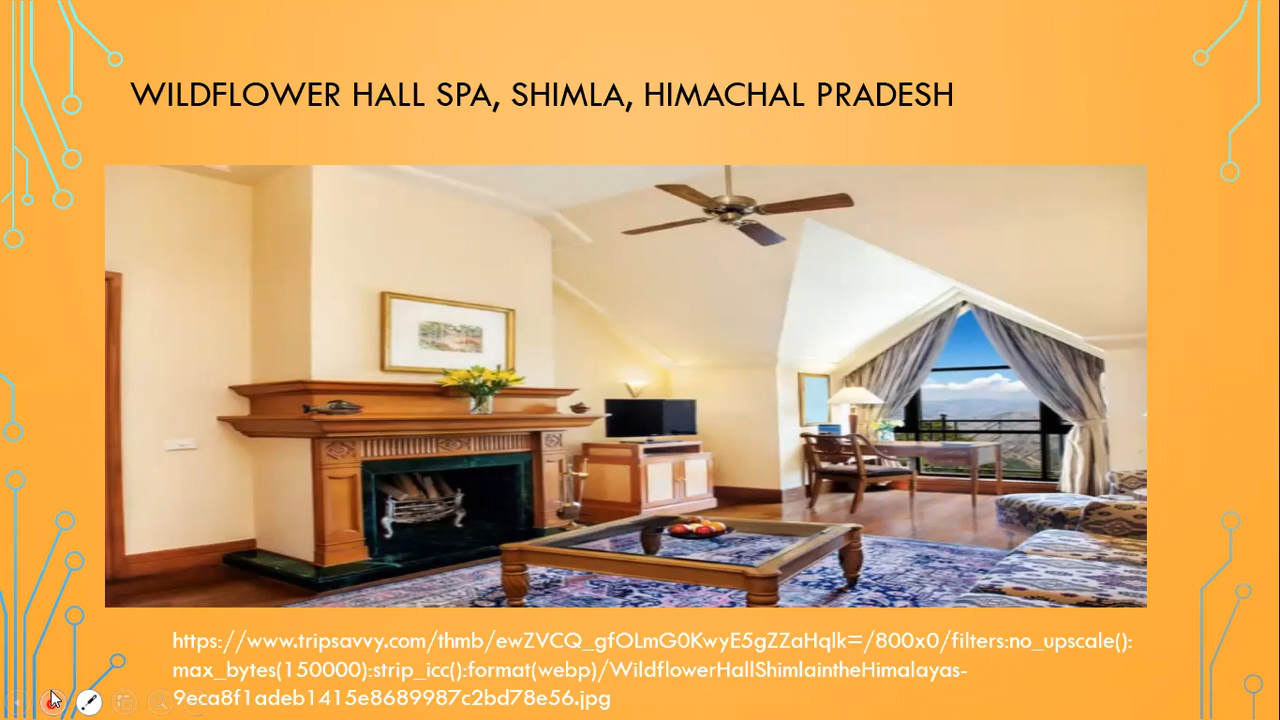 WILDFLOWER HALL SPA, SHIMLA, HIMACHAL PRADESH
https://www.tripsavvy.com/thmb/ewZVCQ_gfOLmG0KwyE5gZZaHqlk=/800x0/filters:no_upscale():
max_bytes(150000):strip_icc():format(webp)/WildflowerHallShimlaintheHimalayas-
9eca8f1adeb1415e8689987c2bd78e56.jpg